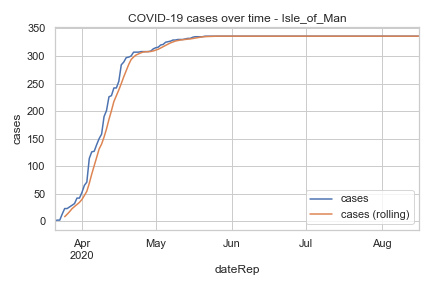 COVID-19 cases over time - Isle_of_Man
350
300
250
200
150
100
50
0
cases
cases
cases (rolling)
Apr
2020
May
Jun
Jul
Aug
dateRep